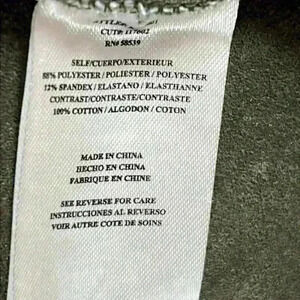 CUT# 117602
RN# 58539
SELF/CUERPO/EXTERIEUR
88% POLYESTER / POLIESTER / POLYESTER
12% SPANDEX / ELASTANO / ELASTHANNE
CONTRAST/CONTRASTE/CONTRASTE
100% COTTON / ALGODON / COTON
MADE IN CHINA
HECHO EN CHINA
FABRIQUE EN CHINE
SEE REVERSE FOR CARE
INSTRUCCIONES AL REVERSO
VOIR AUTRE COTE DE SOINS